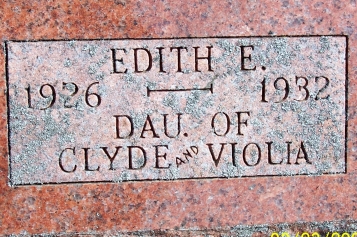 EDITH E.
1926 — 1932
DAU. OF
CLYDE AND VIOLIA